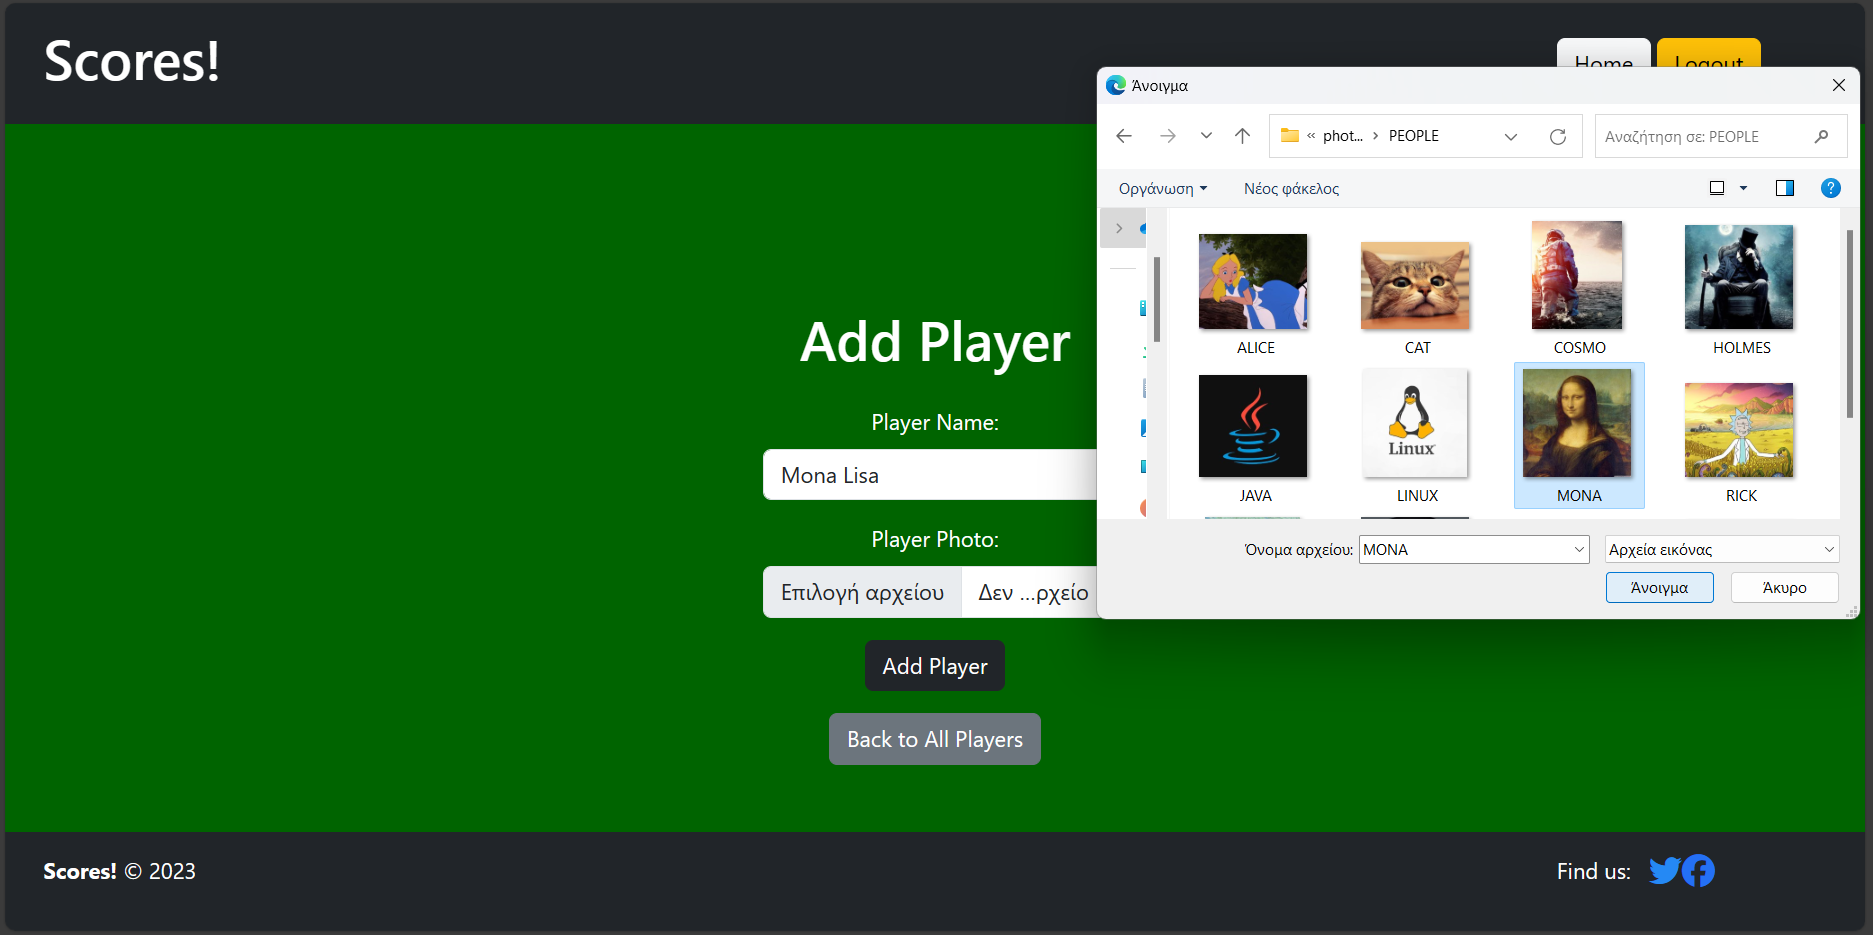 Scores!
Home
Logout
Add Player
Player Name:
Mona Lisa
Player Photo:
Επιλογή αρχείου
Δεν ...ρχείο
Add Player
Back to All Players
Scores! © 2023
Find us:
Άνοιγμα
« phot... › PEOPLE
Αναζήτηση σε: PEOPLE
Οργάνωση
Νέος φάκελος
?
ALICE
CAT
COSMO
HOLMES
Linux
JAVA
LINUX
MONA
RICK
Όνομα αρχείου:
MONA
Αρχεία εικόνας
Άνοιγμα
Άκυρο